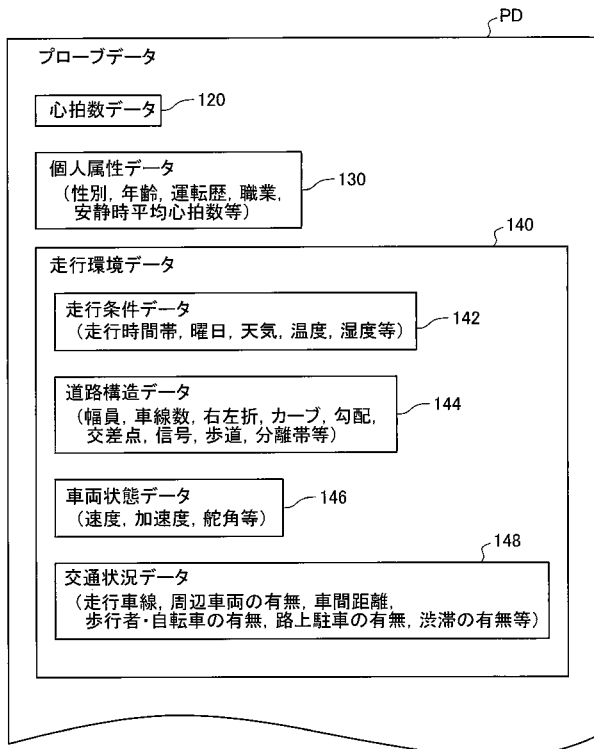 PD
プローブデータ
心拍数データ
120
個人属性データ
(性別, 年齢, 運転歴, 職業,
安静時平均心拍数等)
130
140
走行環境データ
走行条件データ
(走行時間帯, 曜日, 天気, 温度, 湿度等)
142
道路構造データ
(幅員, 車線数, 右左折, カーブ, 勾配,
交差点, 信号, 歩道, 分離帯等)
144
車両状態データ
(速度, 加速度, 舵角等)
146
148
交通状況データ
(走行車線, 周辺車両の有無, 車間距離,
歩行者・自転車の有無, 路上駐車の有無, 渋滞の有無等)